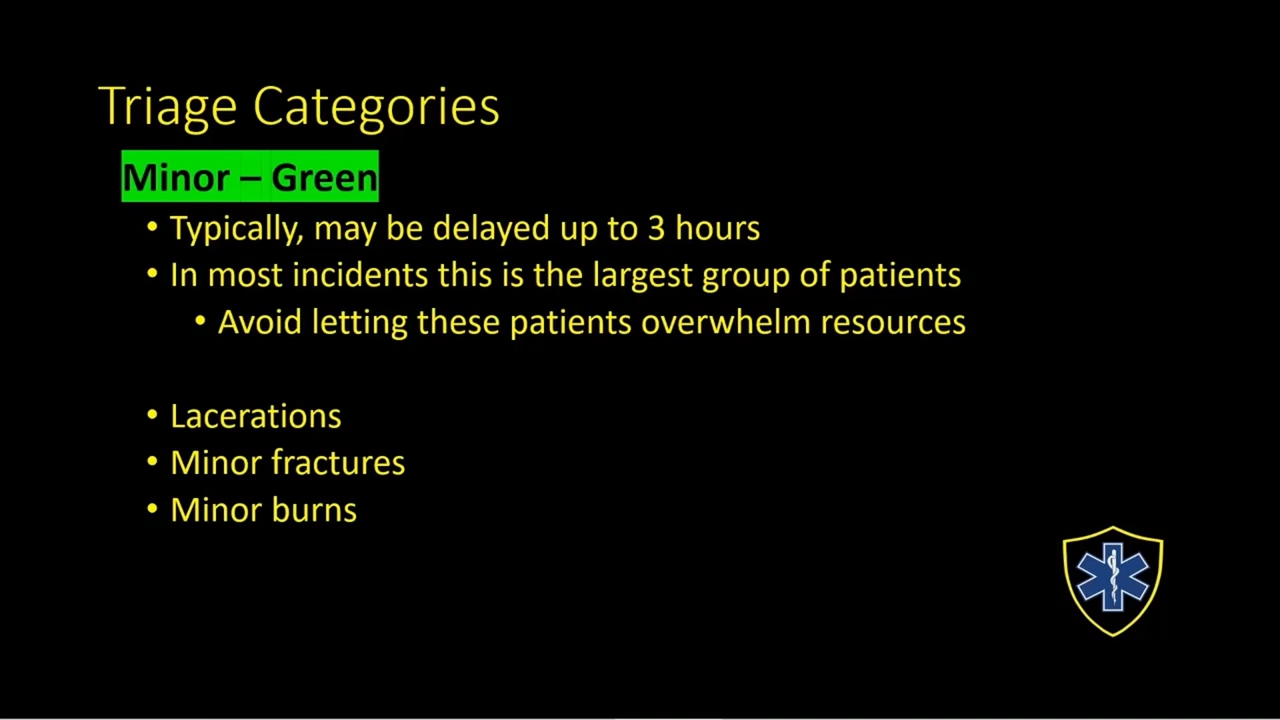 Triage Categories
Minor – Green
• Typically, may be delayed up to 3 hours
• In most incidents this is the largest group of patients
• Avoid letting these patients overwhelm resources
• Lacerations
• Minor fractures
• Minor burns